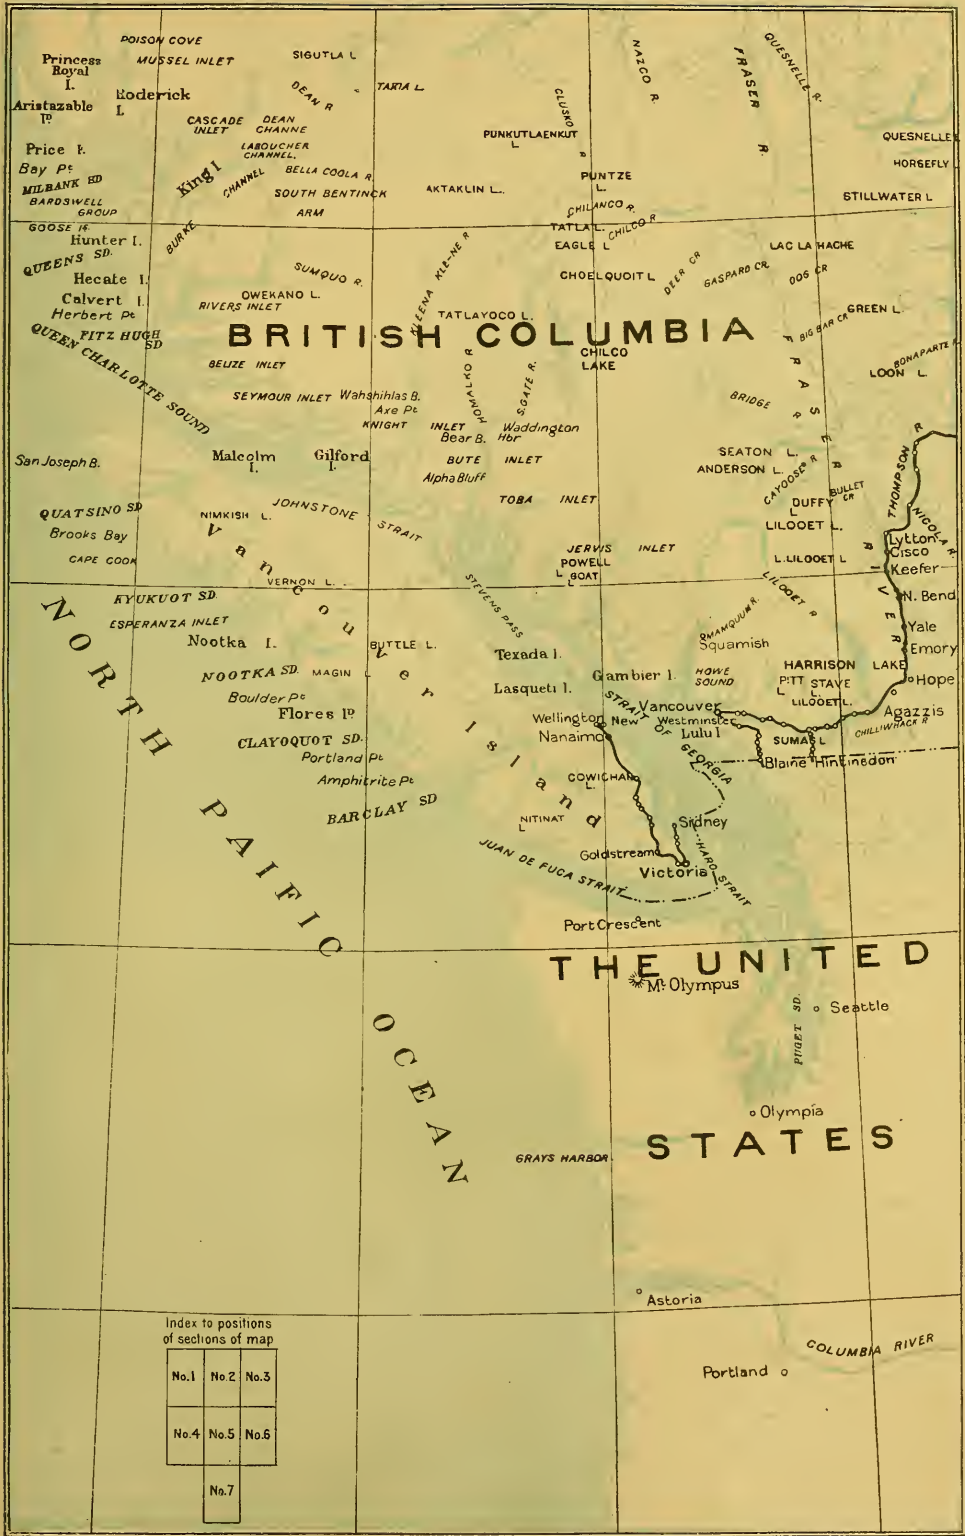 POISON COVE
MUSSEL INLET
SIGUTLA L
Princess
Royal
I.
Aristazable
Iᴰ
Roderick
I.
DEAN R
TAKIA L.
CLUSKO
R
NAZCO R.
FRASER R.
QUESNELLE R.
CASCADE
INLET
DEAN
CHANNE
LABOUCHER
CHANNEL.
PUNKUTLAENKUT
L
QUESNELLE
HORSEFLY
Price I.
Bay Pt
MILBANK SD
BARDSWELL
GROUP
King I
BURKE CHANNEL
BELLA COOLA R.
SOUTH BENTINCK
ARM
AKTAKLIN L.
PUNTZE
L.
CHILANCO R.
STILLWATER L
GOOSE Iˢ
Hunter I.
QUEENS SD.
Hecate I.
Calvert I.
Herbert Pt
FITZ HUGH
SD
QUEEN CHARLOTTE SOUND
SUMQUO R.
OWEKANO L.
RIVERS INLET
KLEENA KLE-NE R
TATLA L.
CHILCO R
EAGLE L
CHOELQUOIT L
DEER CR
GASPARD CR.
LAC LA HACHE
DOG CR
TATLAYOCO L.
BRITISH COLUMBIA
CHILCO
LAKE
BIG BAR CR
GREEN L.
BONAPARTE R
LOON L.
FRASER RIVER
BELIZE INLET
SEYMOUR INLET
Wahshihlas B.
Axe Pt
KNIGHT INLET
Bear B.
HOMALKO R
S.GATE R.
Waddington
Hbr
BRIDGE R
San Joseph B.
Malcolm
I.
Gilford
I.
BUTE INLET
Alpha Bluff
SEATON L.
ANDERSON L.
CAYOOSE R
BULLET
CR
DUFFY
L
THOMPSON R
NICOLA R.
QUATSINO SD
Brooks Bay
CAPE COOK
NIMKISH L.
JOHNSTONE STRAIT
TOBA INLET
LILOOET L.
Lytton
Cisco
Keefer
JERVIS INLET
POWELL
L
GOAT
L
L.LILOOET L
LILOOET R
VERNON L.
Vancouver Island
STEVENS PASS
N. Bend
KYUKUOT SD.
ESPERANZA INLET
Nootka I.
BUTTLE L.
MAMQUUM R.
Squamish
Yale
Emory
Texada I.
NOOTKA SD.
MAGIN L
Boulder Pt
Flores Iᴰ
Lasqueti I.
Gambier I.
HOWE
SOUND
HARRISON LAKE
PITT
L
STAVE
L.
LILOOET L.
Hope
Agazzis
CHILLIWHACK R
STRAIT OF GEORGIA
Vancouver
New Westminster
Lulu I
Wellington
Nanaimo
SUMAS L
Blaine
Huntingdon
CLAYOQUOT SD.
Portland Pt
Amphitrite Pt
BARCLAY SD
COWICHAN
L.
NITINAT
L
Sidney
Goldstream
Victoria
HARO STRAIT
JUAN DE FUCA STRAIT
Port Crescent
NORTH PAIFIC OCEAN
THE UNITED
Mt. Olympus
PUGET SD.
Seattle
Olympia
STATES
GRAYS HARBOR
Astoria
COLUMBIA RIVER
Portland
Index to positions
of sections of map
No.1 No.2 No.3
No.4 No.5 No.6
No.7